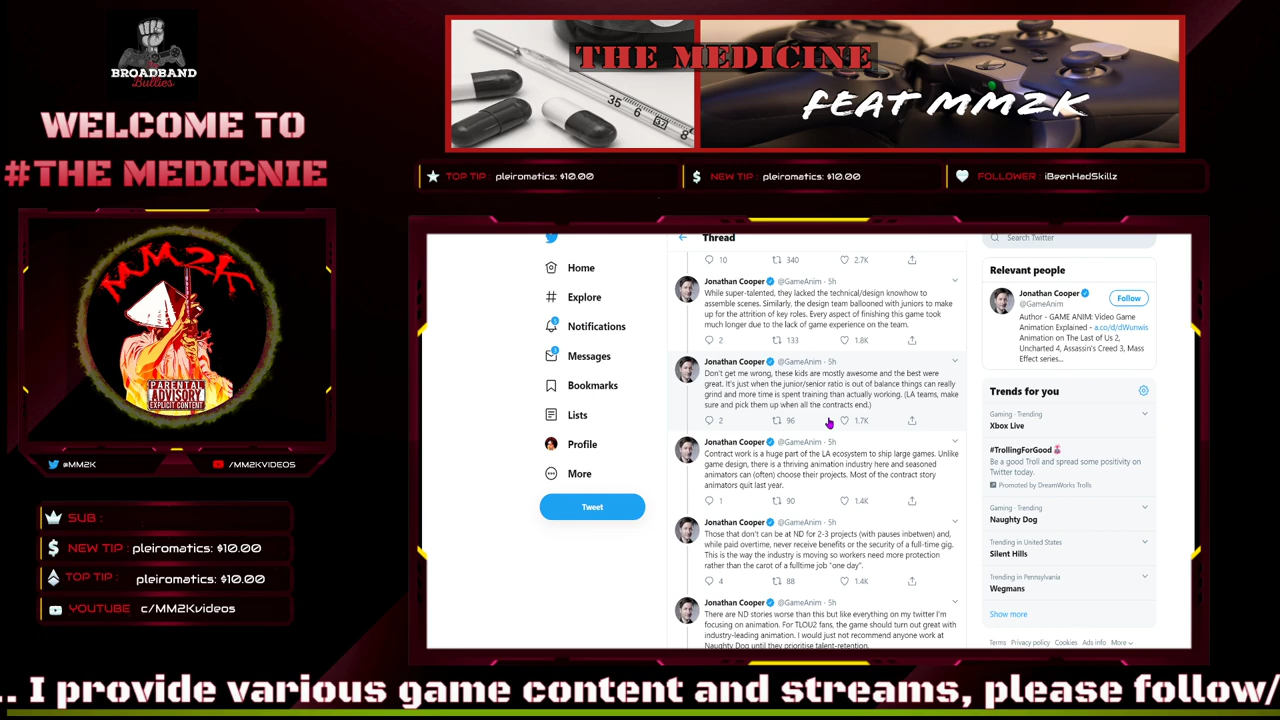 BROADBAND
Bullies
WELCOME TO
#THE MEDICNIE
THE MEDICINE
FEAT MM2K
35 6 37 8
TOP TIP : pleiromatics: $10.00
NEW TIP : pleiromatics: $10.00
FOLLOWER : iBeenHadSkillz
MM2K
PARENTAL
ADVISORY
EXPLICIT CONTENT
@MM2K
/MM2KVIDEOS
SUB :
NEW TIP : pleiromatics: $10.00
TOP TIP : pleiromatics: $10.00
YOUTUBE c/MM2Kvideos
Home
Explore
Notifications
Messages
Bookmarks
Lists
Profile
More
Tweet
Thread
10 340 2.7K
Jonathan Cooper @GameAnim · 5h
While super-talented, they lacked the technical/design knowhow to
assemble scenes. Similarly, the design team ballooned with juniors to make
up for the attrition of key roles. Every aspect of finishing this game took
much longer due to the lack of game experience on the team.
2 133 1.8K
Jonathan Cooper @GameAnim · 5h
Don't get me wrong, these kids are mostly awesome and the best were
great. It's just when the junior/senior ratio is out of balance things can really
grind and more time is spent training than actually working. (LA teams, make
sure and pick them up when all the contracts end.)
2 96 1.7K
Jonathan Cooper @GameAnim · 5h
Contract work is a huge part of the LA ecosystem to ship large games. Unlike
game design, there is a thriving animation industry here and seasoned
animators can (often) choose their projects. Most of the contract story
animators quit last year.
1 90 1.4K
Jonathan Cooper @GameAnim · 5h
Those that don't can be at ND for 2-3 projects (with pauses inbetween) and,
while paid overtime, never receive benefits or the security of a full-time gig.
This is the way the industry is moving so workers need more protection
rather than the carot of a fulltime job "one day".
4 88 1.4K
Jonathan Cooper @GameAnim · 5h
There are ND stories worse than this but like everything on my twitter I'm
focusing on animation. For TLOU2 fans, the game should turn out great with
industry-leading animation. I would just not recommend anyone work at
Naughty Dog until they prioritise talent-retention.
Search Twitter
Relevant people
Jonathan Cooper
@GameAnim
Follow
Author - GAME ANIM: Video Game
Animation Explained - a.co/d/dWunwis
Animation on The Last of Us 2,
Uncharted 4, Assassin's Creed 3, Mass
Effect series...
Trends for you
Gaming · Trending
Xbox Live
#TrollingForGood
Be a good Troll and spread some positivity on
Twitter today.
Promoted by DreamWorks Trolls
Gaming · Trending
Naughty Dog
Trending in United States
Silent Hills
Trending in Pennsylvania
Wegmans
Show more
Terms Privacy policy Cookies Ads info More
.. I provide various game content and streams, please follow/